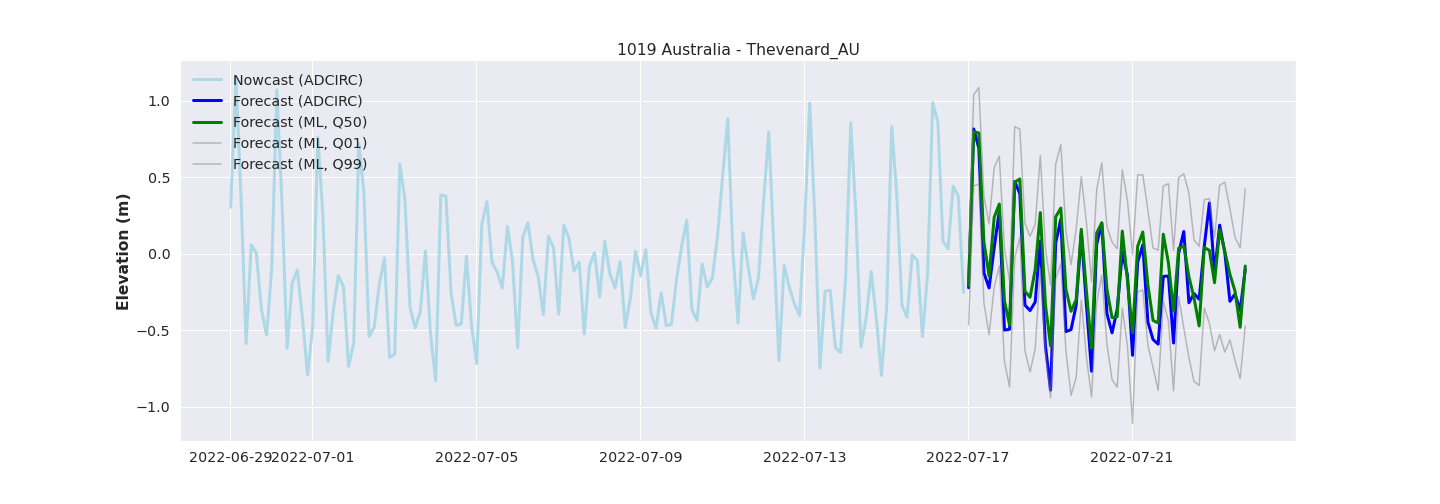 1019 Australia - Thevenard_AU
Nowcast (ADCIRC)
Forecast (ADCIRC)
Forecast (ML, Q50)
Forecast (ML, Q01)
Forecast (ML, Q99)
Elevation (m)
1.0
0.5
0.0
−0.5
−1.0
2022-06-29 2022-07-01 2022-07-05 2022-07-09 2022-07-13 2022-07-17 2022-07-21